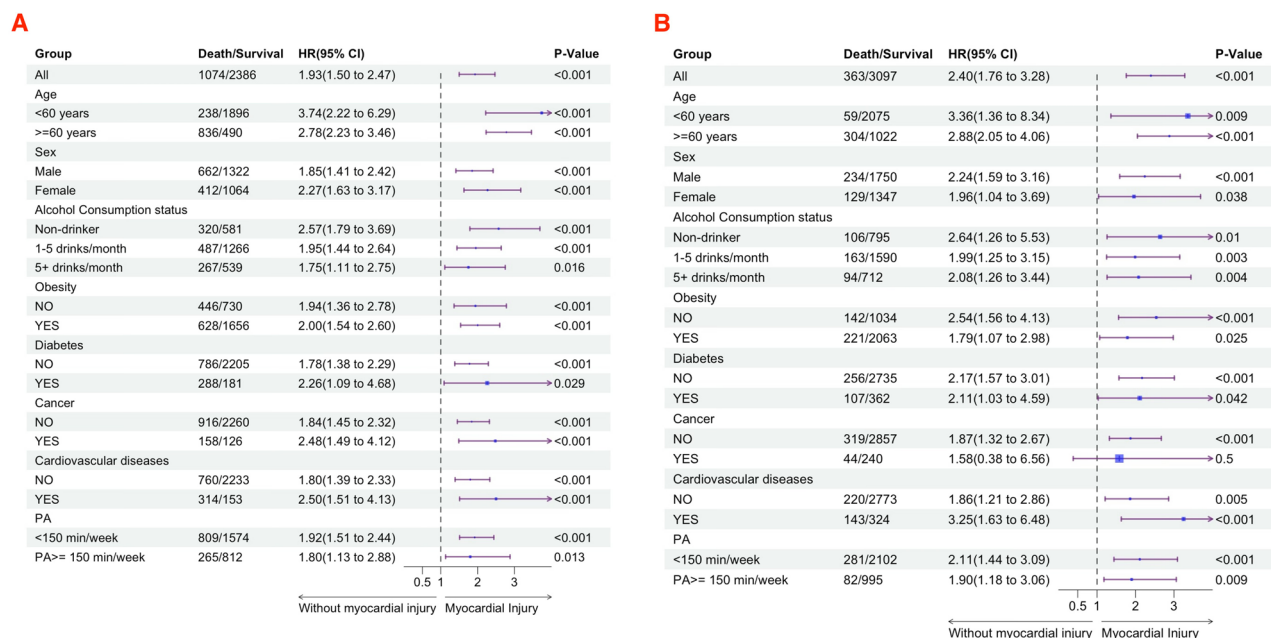 A
Group Death/Survival HR(95% CI) P-Value
All 1074/2386 1.93(1.50 to 2.47) <0.001
Age
<60 years 238/1896 3.74(2.22 to 6.29) <0.001
>=60 years 836/490 2.78(2.23 to 3.46) <0.001
Sex
Male 662/1322 1.85(1.41 to 2.42) <0.001
Female 412/1064 2.27(1.63 to 3.17) <0.001
Alcohol Consumption status
Non-drinker 320/581 2.57(1.79 to 3.69) <0.001
1-5 drinks/month 487/1266 1.95(1.44 to 2.64) <0.001
5+ drinks/month 267/539 1.75(1.11 to 2.75) 0.016
Obesity
NO 446/730 1.94(1.36 to 2.78) <0.001
YES 628/1656 2.00(1.54 to 2.60) <0.001
Diabetes
NO 786/2205 1.78(1.38 to 2.29) <0.001
YES 288/181 2.26(1.09 to 4.68) 0.029
Cancer
NO 916/2260 1.84(1.45 to 2.32) <0.001
YES 158/126 2.48(1.49 to 4.12) <0.001
Cardiovascular diseases
NO 760/2233 1.80(1.39 to 2.33) <0.001
YES 314/153 2.50(1.51 to 4.13) <0.001
PA
<150 min/week 809/1574 1.92(1.51 to 2.44) <0.001
PA>= 150 min/week 265/812 1.80(1.13 to 2.88) 0.013
0.5 1 2 3
Without myocardial injury Myocardial Injury
B
Group Death/Survival HR(95% CI) P-Value
All 363/3097 2.40(1.76 to 3.28) <0.001
Age
<60 years 59/2075 3.36(1.36 to 8.34) 0.009
>=60 years 304/1022 2.88(2.05 to 4.06) <0.001
Sex
Male 234/1750 2.24(1.59 to 3.16) <0.001
Female 129/1347 1.96(1.04 to 3.69) 0.038
Alcohol Consumption status
Non-drinker 106/795 2.64(1.26 to 5.53) 0.01
1-5 drinks/month 163/1590 1.99(1.25 to 3.15) 0.003
5+ drinks/month 94/712 2.08(1.26 to 3.44) 0.004
Obesity
NO 142/1034 2.54(1.56 to 4.13) <0.001
YES 221/2063 1.79(1.07 to 2.98) 0.025
Diabetes
NO 256/2735 2.17(1.57 to 3.01) <0.001
YES 107/362 2.11(1.03 to 4.59) 0.042
Cancer
NO 319/2857 1.87(1.32 to 2.67) <0.001
YES 44/240 1.58(0.38 to 6.56) 0.5
Cardiovascular diseases
NO 220/2773 1.86(1.21 to 2.86) 0.005
YES 143/324 3.25(1.63 to 6.48) <0.001
PA
<150 min/week 281/2102 2.11(1.44 to 3.09) <0.001
PA>= 150 min/week 82/995 1.90(1.18 to 3.06) 0.009
0.5 1 2 3
Without myocardial injury Myocardial Injury